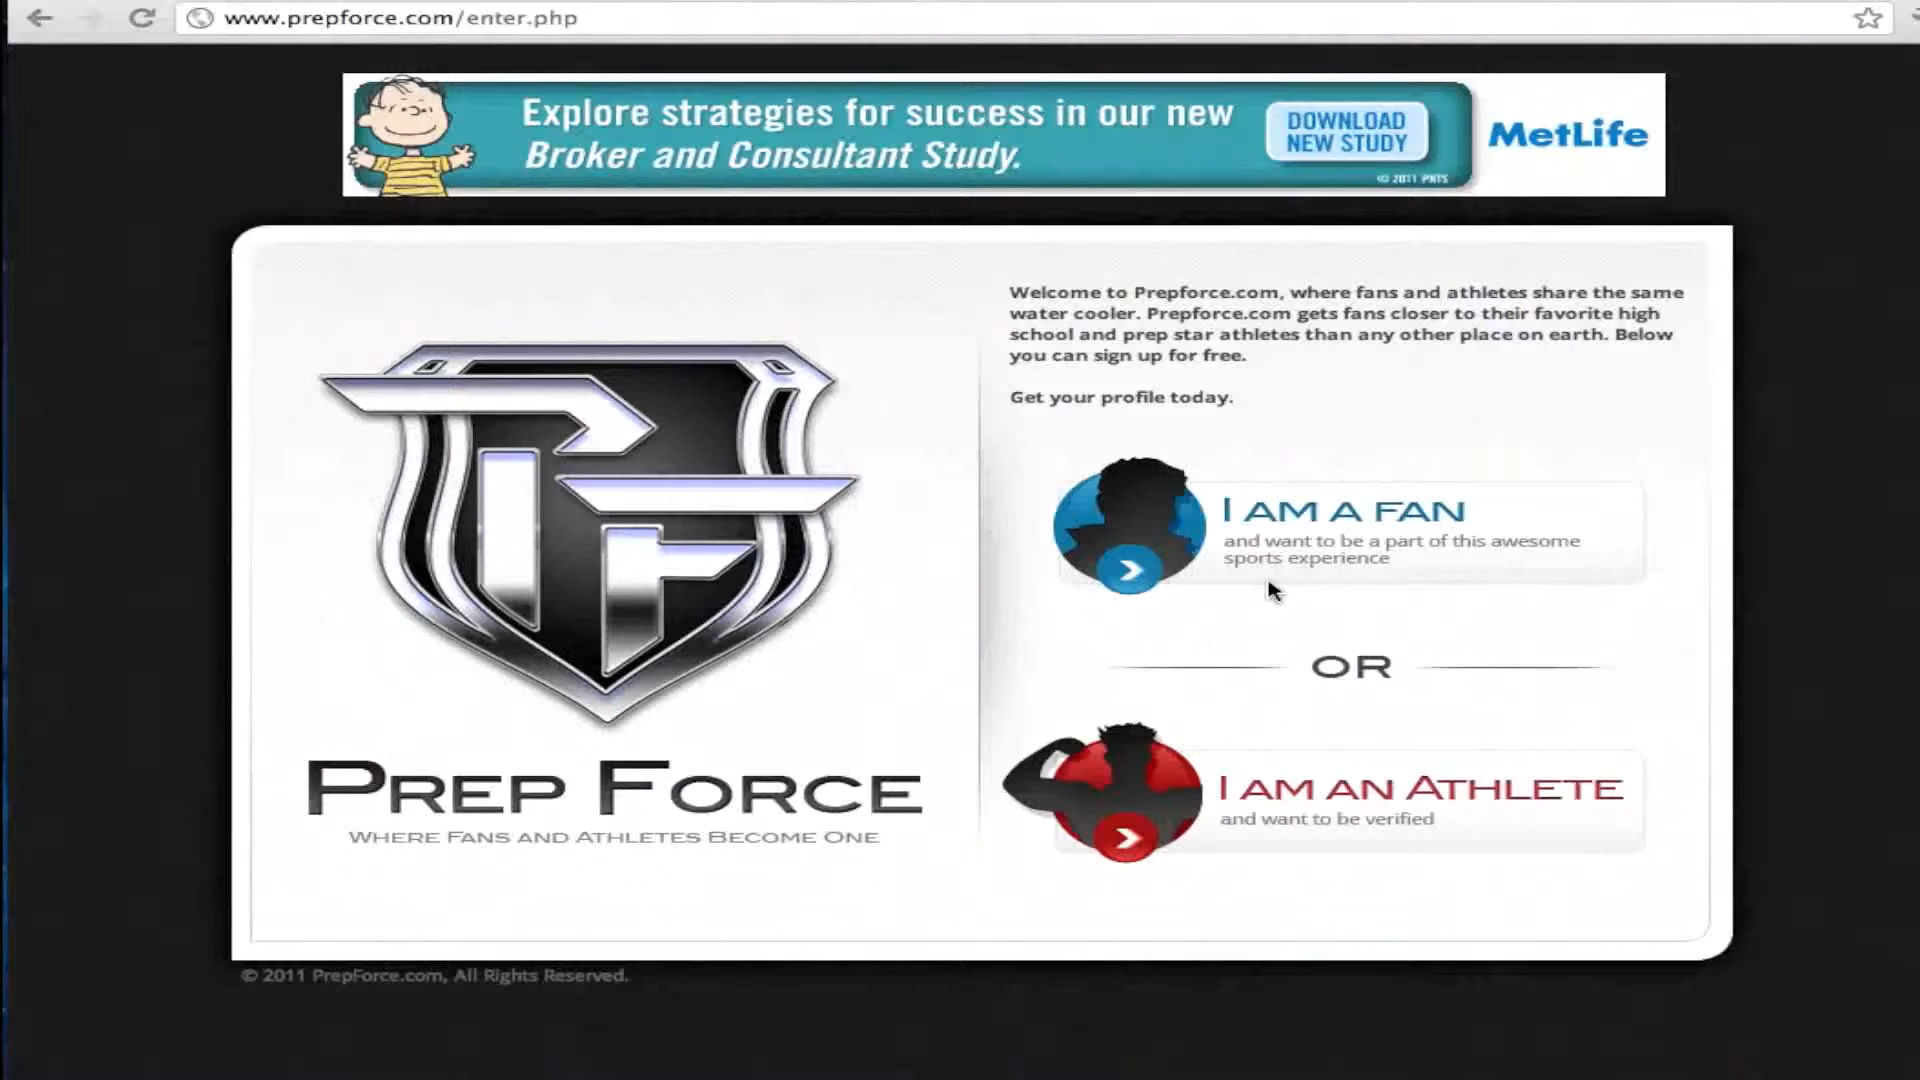 www.prepforce.com/enter.php
Explore strategies for success in our new
Broker and Consultant Study.
DOWNLOAD
NEW STUDY
MetLife
© 2011 PNTS
Welcome to Prepforce.com, where fans and athletes share the same
water cooler. Prepforce.com gets fans closer to their favorite high
school and prep star athletes than any other place on earth. Below
you can sign up for free.
Get your profile today.
I AM A FAN
and want to be a part of this awesome
sports experience
OR
I AM AN ATHLETE
and want to be verified
PF
PREP FORCE
WHERE FANS AND ATHLETES BECOME ONE
© 2011 PrepForce.com, All Rights Reserved.